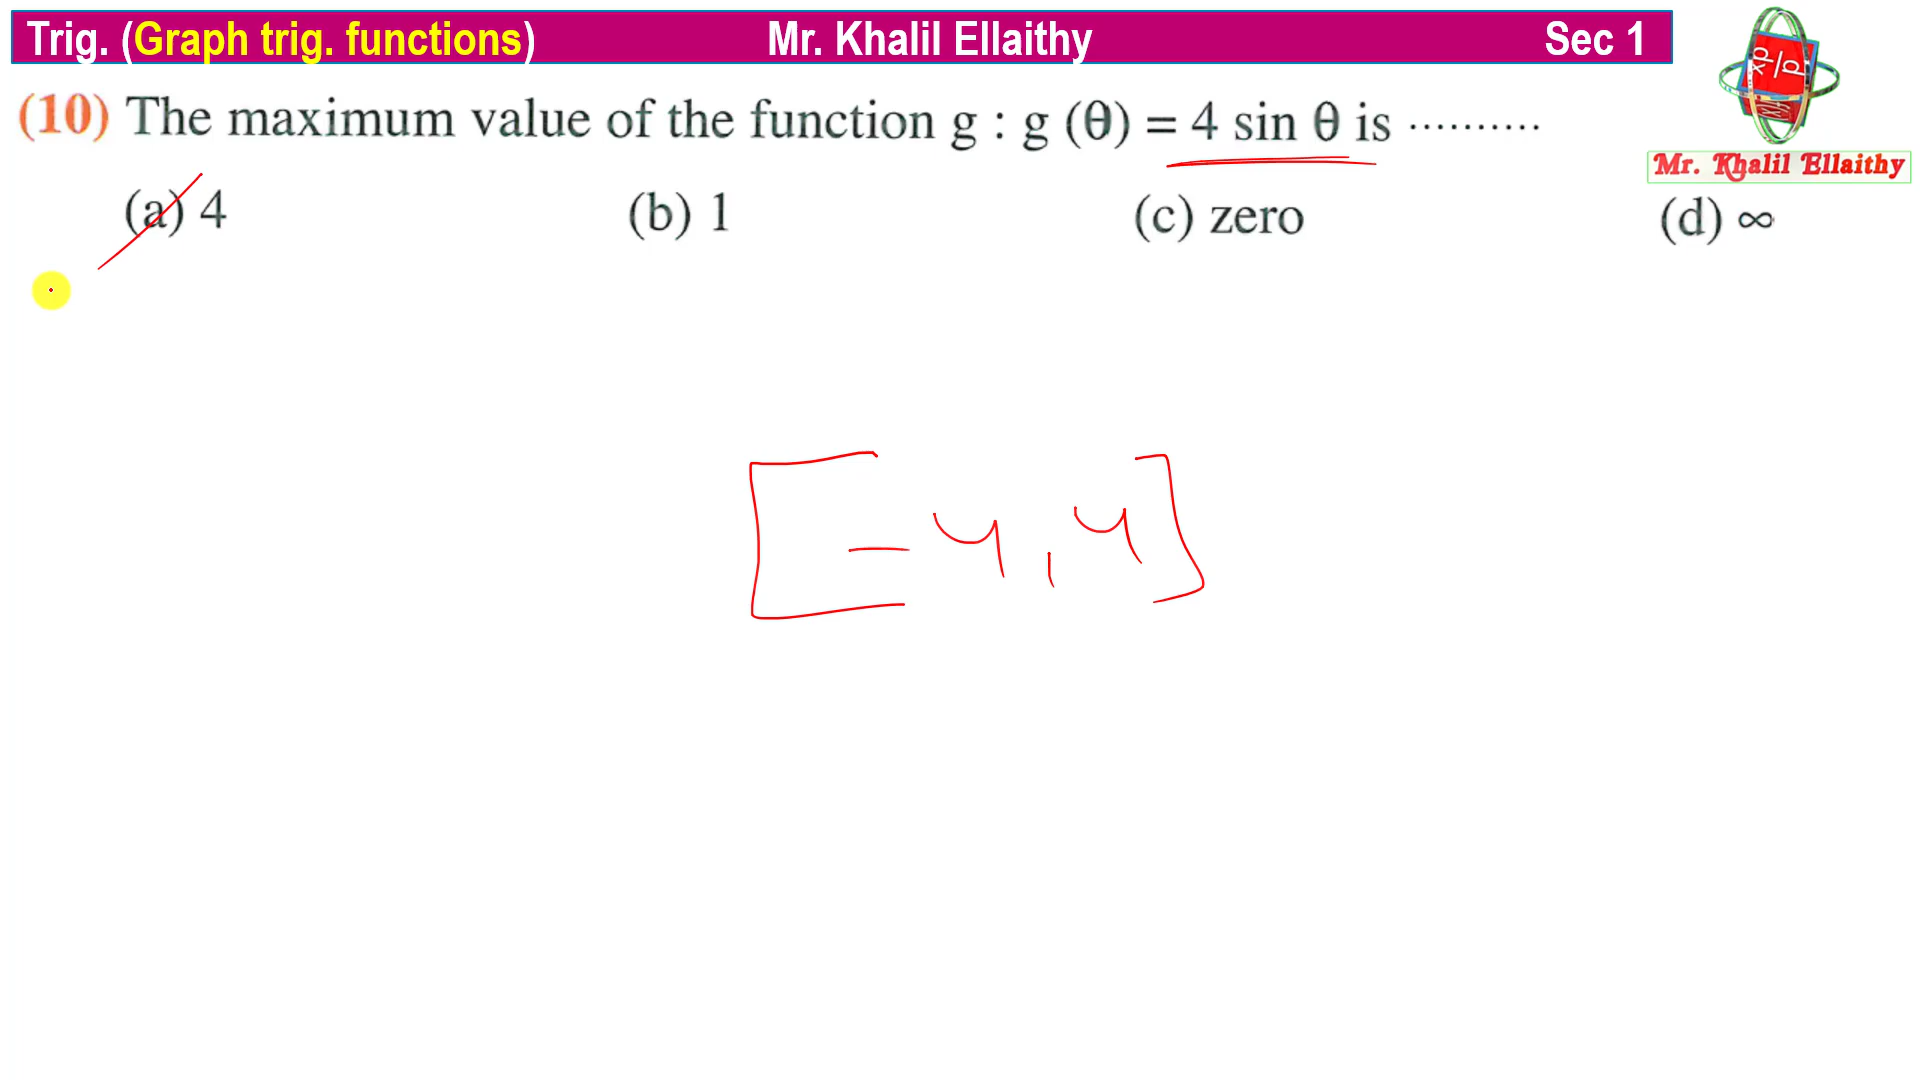 Trig. (Graph trig. functions) Mr. Khalil Ellaithy Sec 1
(10) The maximum value of the function g : g (θ) = 4 sin θ is ··········
(a) 4 (b) 1 (c) zero (d) ∞
Mr. Khalil Ellaithy
[-4, 4]